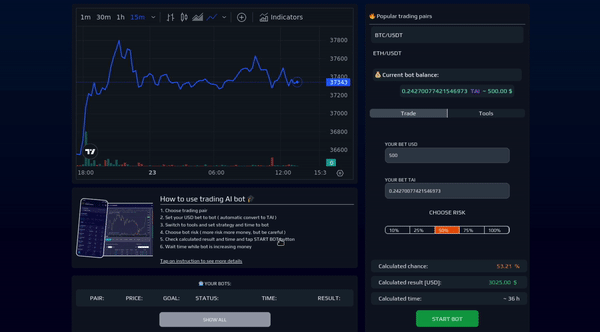 1m 30m 1h 15m Indicators
37800
37600
37400
37343
37200
37000
36800
36600
0
18:00 23 06:00 12:00 15:3
How to use trading AI bot
1. Choose trading pair
2. Set your USD bet to bot ( automatic convert to TAI )
3. Switch to tools and set strategy and time to bot
4. Choose bot risk ( more risk more money, but be careful )
5. Check calculated result and time and tap START BOT button
6. Wait time while bot is increasing money
Tap on instruction to see more details
YOUR BOTS:
PAIR: PRICE: GOAL: STATUS: TIME: RESULT:
SHOW ALL
Popular trading pairs
BTC/USDT
ETH/USDT
Current bot balance:
0.24270077421546973 TAI ~ 500.00 $
Trade Tools
YOUR BET USD
500
YOUR BET TAI
0.24270077421546973
CHOOSE RISK
10% 25% 50% 75% 100%
Calculated chance: 53.21 %
Calculated result [USD]: 3025.00 $
Calculated time: ~ 36 h
START BOT